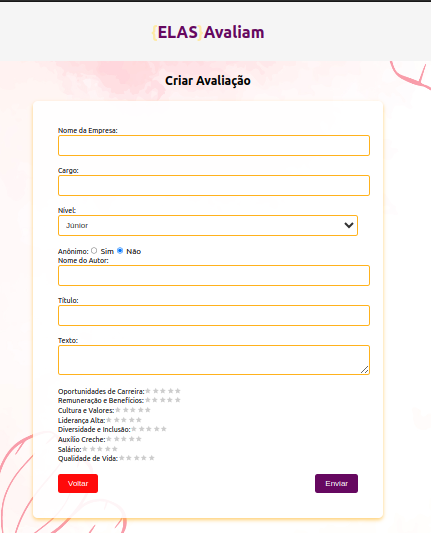 {ELAS}Avaliam
Criar Avaliação
Nome da Empresa:
Cargo:
Nível:
Júnior
Anônimo: Sim Não
Nome do Autor:
Título:
Texto:
Oportunidades de Carreira:★★★★★
Remuneração e Benefícios:★★★★★
Cultura e Valores:★★★★★
Liderança Alta:★★★★★
Diversidade e Inclusão:★★★★★
Auxílio Creche:★★★★★
Salário:★★★★★
Qualidade de Vida:★★★★★
Voltar Enviar